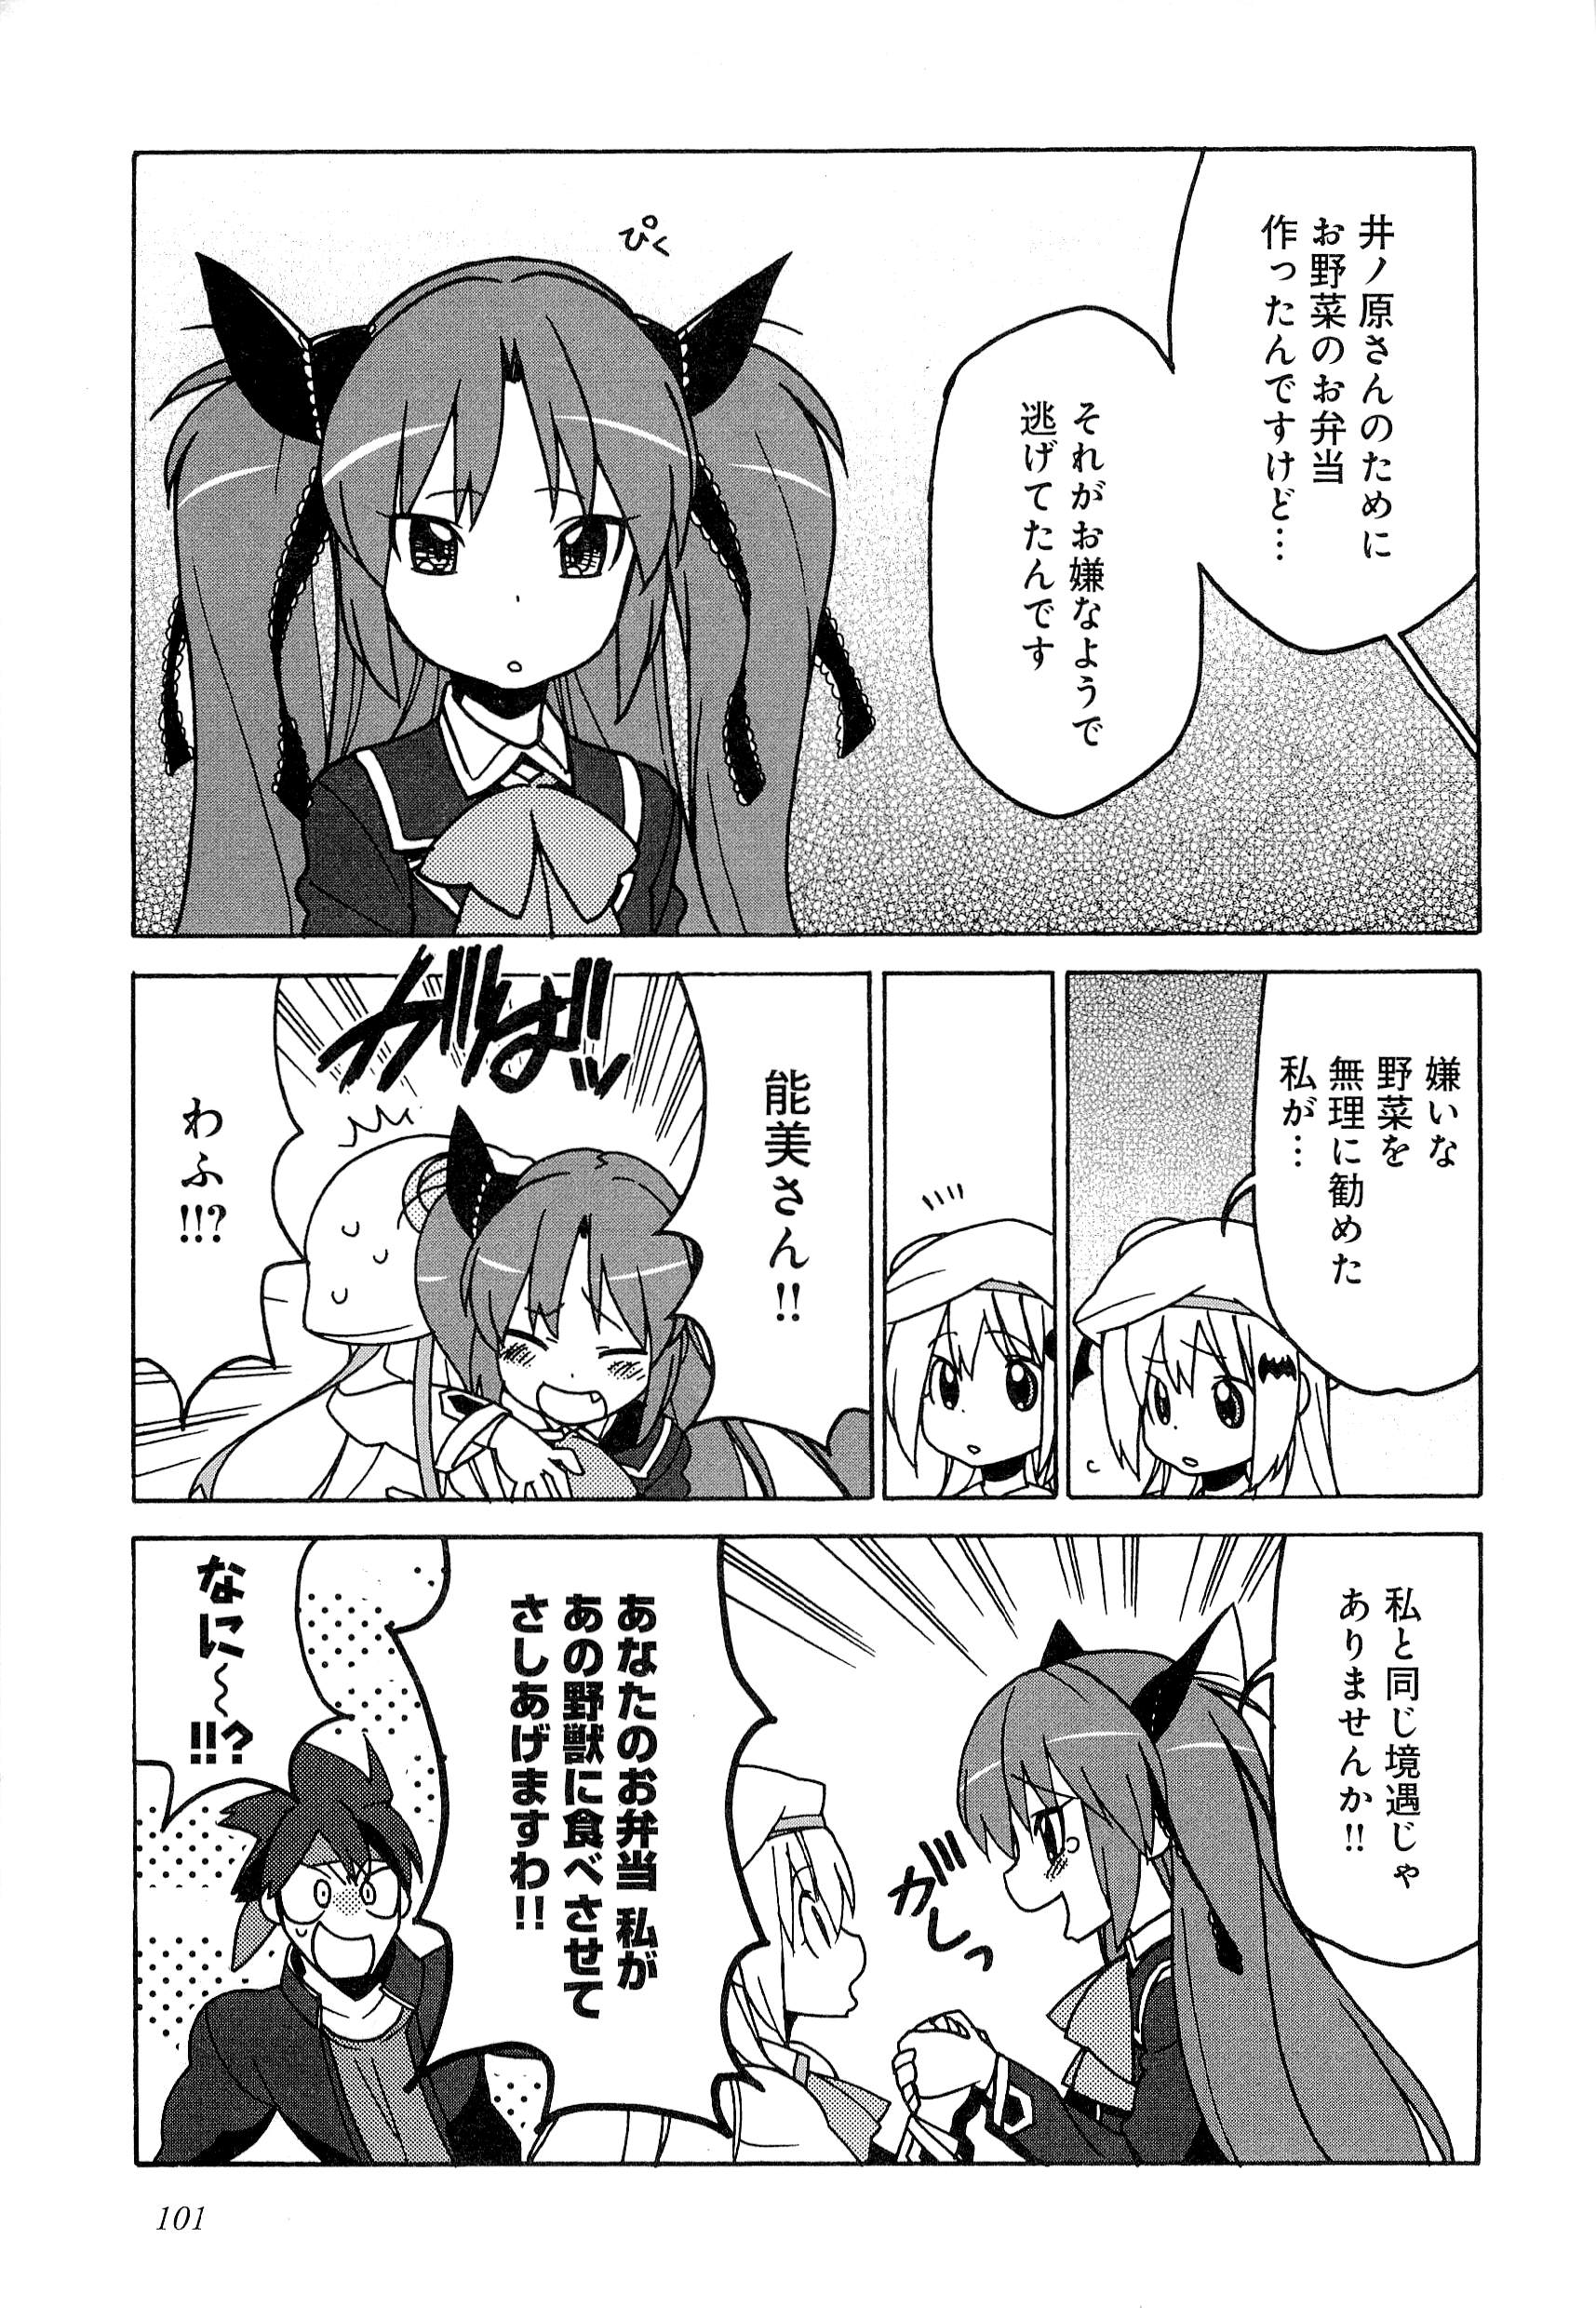 井ノ原さんのために
お野菜のお弁当
作ったんですけど…
それがお嫌なようで
逃げてたんです
ぴく
嫌いな
野菜を
無理に勧めた
私が…
能美さん!!
がばッ!!
わふ!!?
私と同じ境遇じゃ
ありませんか!!
がしっ
あなたのお弁当 私が
あの野獣に食べさせて
さしあげますわ!!
なに〜!!?
101